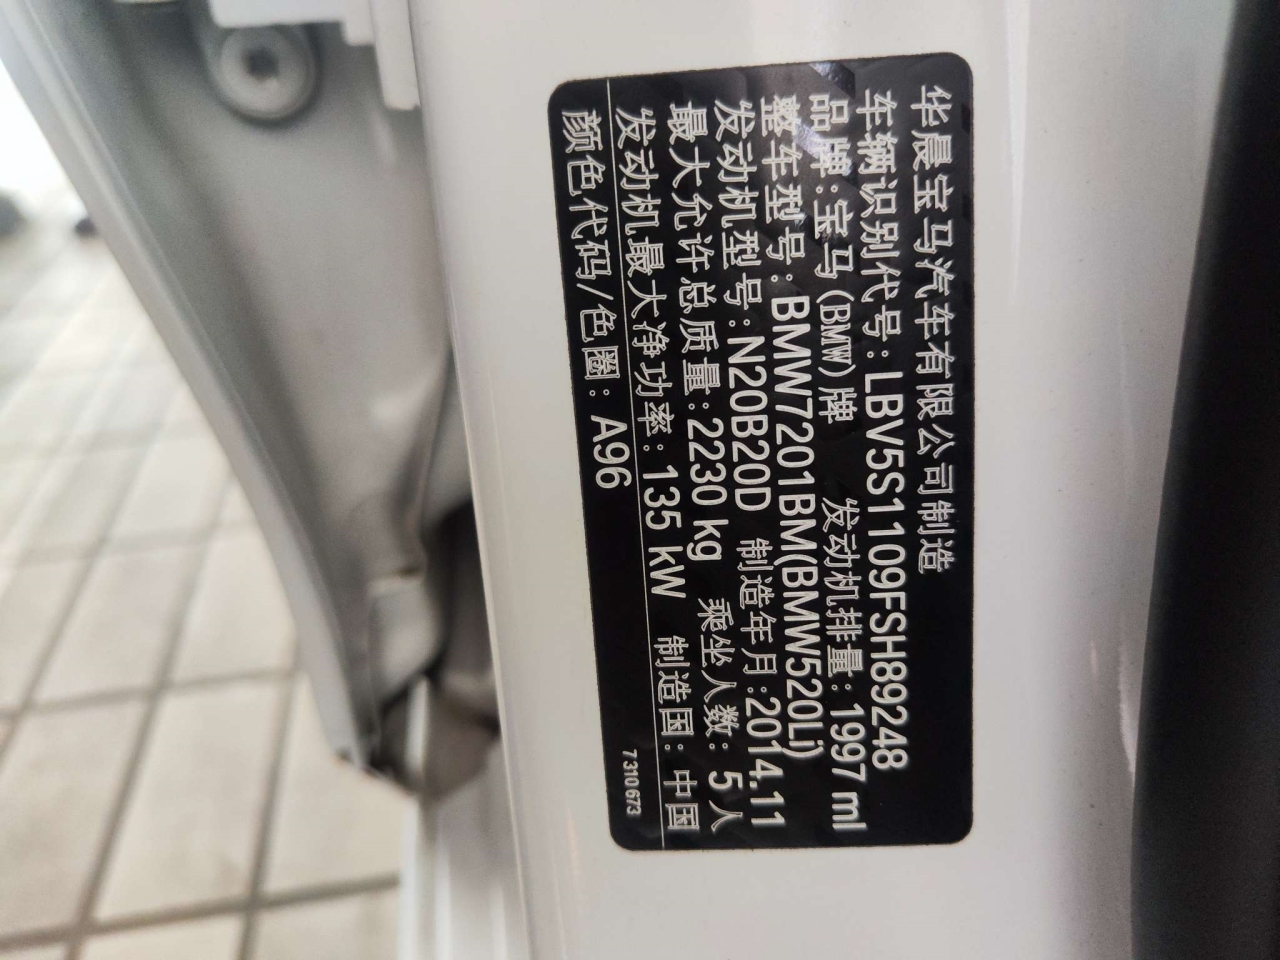 华晨宝马汽车有限公司制造
车辆识别代号:LBV5S1109FSH89248
品牌:宝马(BMW)牌 发动机排量:1997 ml
整车型号:BMW7201BM(BMW520Li)
发动机型号:N20B20D 制造年月:2014.11
最大允许总质量:2230 kg 乘坐人数:5人
发动机最大净功率:135 kW 制造国:中国
颜色代码/色圈:A96
7310673